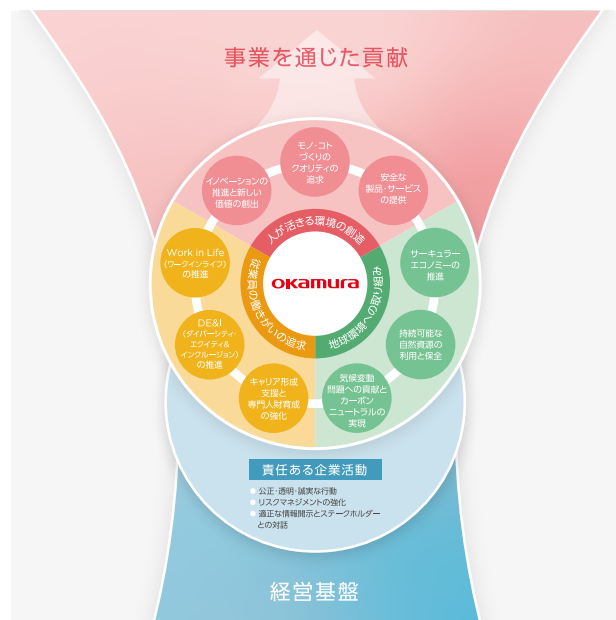 事業を通じた貢献
モノ・コト
づくりの
クオリティの
追求
イノベーションの
推進と新しい
価値の創出
安全な
製品・サービス
の提供
人が活きる環境の創造
Work in Life
(ワークインライフ)
の推進
従業員の働きがいの追求
okamura
地球環境への取り組み
サーキュラー
エコノミーの
推進
DE&I
(ダイバーシティ・
エクイティ&
インクルージョン)
の推進
持続可能な
自然資源の
利用と保全
キャリア形成
支援と
専門人財育成
の強化
気候変動
問題への貢献と
カーボン
ニュートラルの
実現
責任ある企業活動
● 公正・透明・誠実な行動
● リスクマネジメントの強化
● 適正な情報開示とステークホルダー
との対話
経営基盤